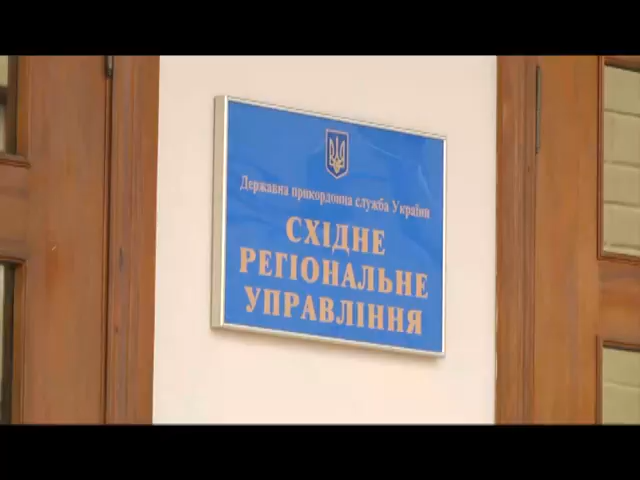 Державна прикордонна служба України
СХІДНЕ
РЕГІОНАЛЬНЕ
УПРАВЛІННЯ